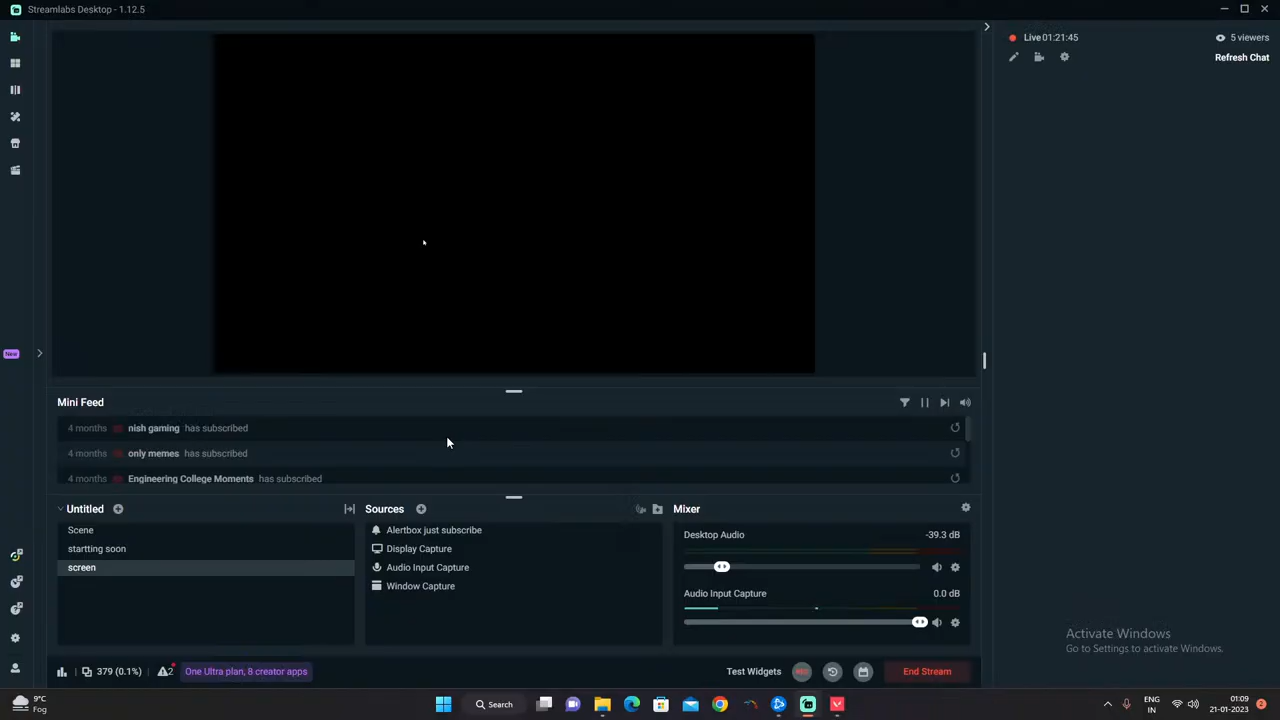 Streamlabs Desktop - 1.12.5
Live 01:21:45
5 viewers
Refresh Chat
New
Mini Feed
4 months nish gaming has subscribed
4 months only memes has subscribed
4 months Engineering College Moments has subscribed
Untitled
Scene
startting soon
screen
Sources
Alertbox just subscribe
Display Capture
Audio Input Capture
Window Capture
Mixer
Desktop Audio -39.3 dB
Audio Input Capture 0.0 dB
Activate Windows
Go to Settings to activate Windows.
379 (0.1%) 2 One Ultra plan, 8 creator apps
Test Widgets REC End Stream
9°C
Fog
Search
ENG
IN
01:09
21-01-2023
2